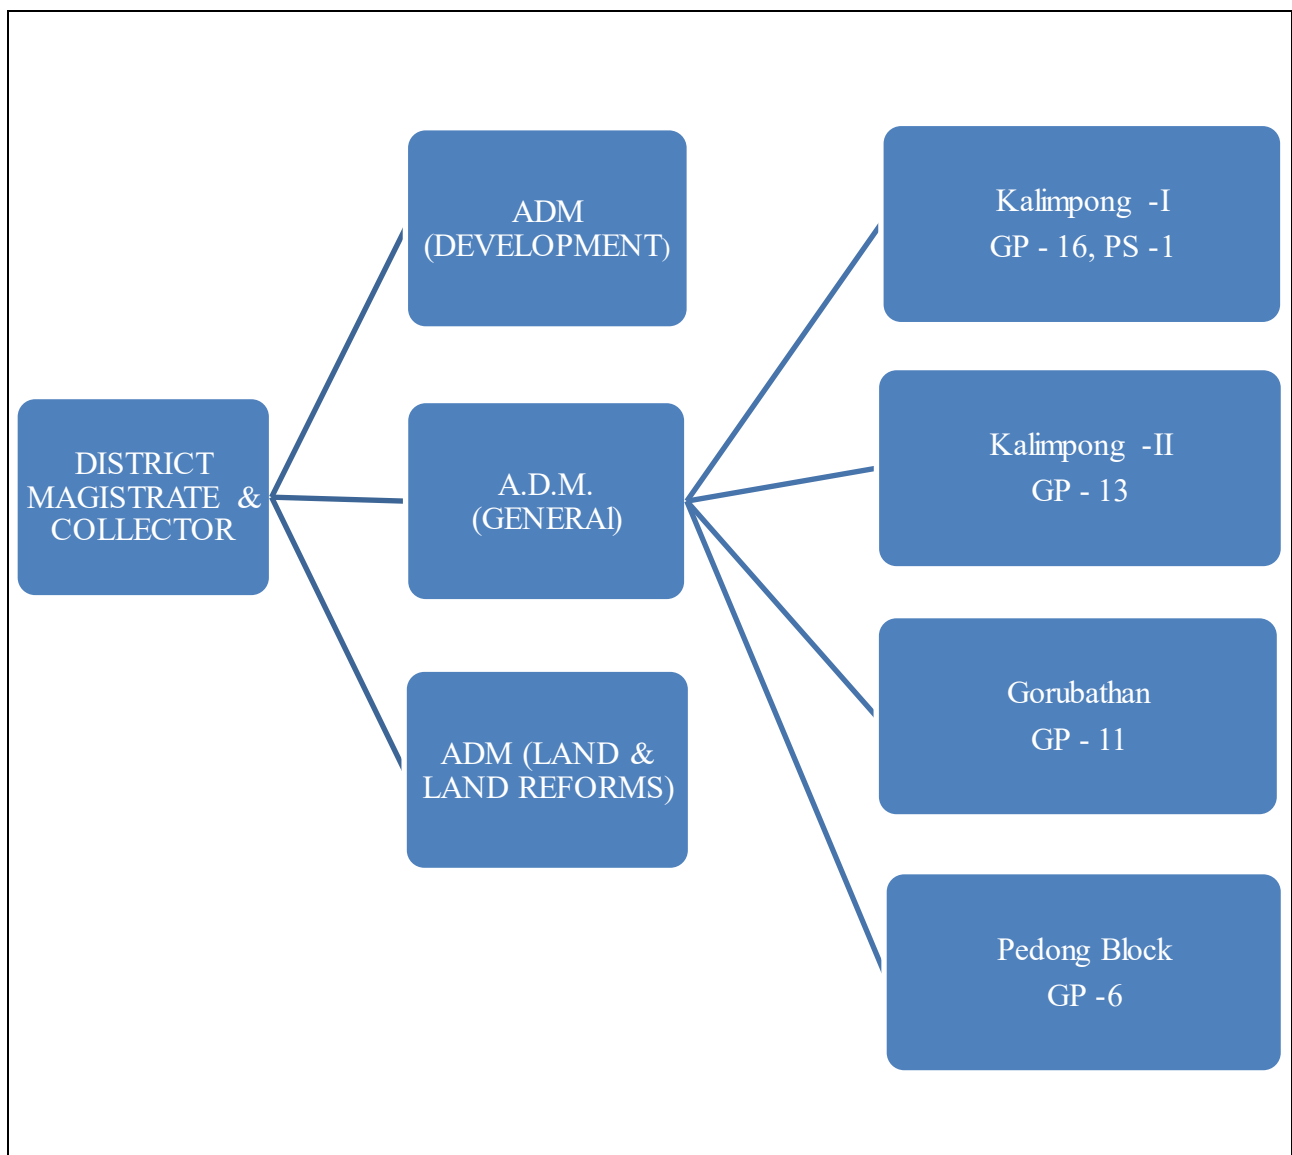 DISTRICT
MAGISTRATE &
COLLECTOR
ADM
(DEVELOPMENT)
A.D.M.
(GENERAl)
ADM (LAND &
LAND REFORMS)
Kalimpong -I
GP - 16, PS -1
Kalimpong -II
GP - 13
Gorubathan
GP - 11
Pedong Block
GP -6